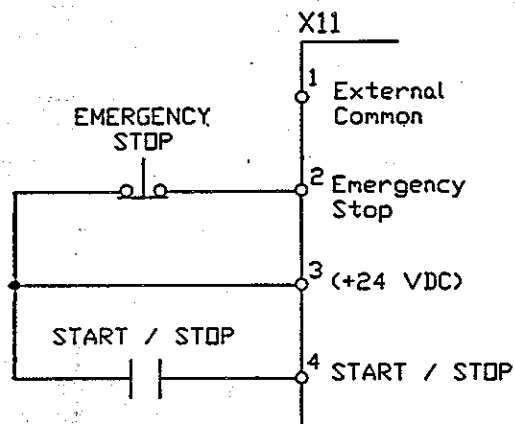 X11
1 External
Common
EMERGENCY
STOP
2 Emergency
Stop
3 (+24 VDC)
START / STOP
4 START / STOP